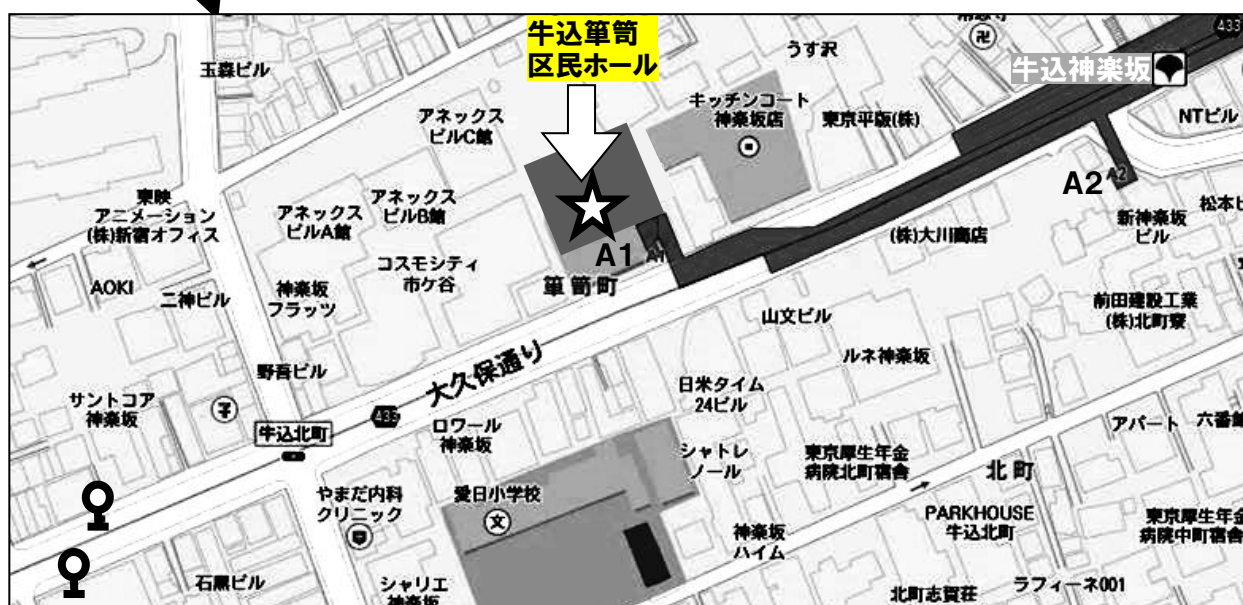 牛込箪笥
区民ホール
うす沢
433
牛込神楽坂
玉森ビル
アネックス
ビルC館
キッチンコート
神楽坂店
東京平版(株)
NTビル
東映
アニメーション
(株)新宿オフィス
アネックス
ビルA館
アネックス
ビルB館
A1
A1
A2
A2
新神楽坂
ビル
松本ビ
(株)大川商店
コスモシティ
市ケ谷
箪笥町
AOKI
二神ビル
神楽坂
フラッツ
前田建設工業
(株)北町寮
山文ビル
ルネ神楽坂
野吾ビル
大久保通り
日米タイム
24ビル
サントコア
神楽坂
433
牛込北町
ロワール
神楽坂
アパート
六番館
シャトレ
ノール
東京厚生年金
病院北町宿舎
北町
やまだ内科
クリニック
愛日小学校
文
神楽坂
ハイム
PARKHOUSE
牛込北町
東京厚生年金
病院中町宿舎
石黒ビル
シャリエ
神楽坂
北町志賀荘
ラフィーネ001